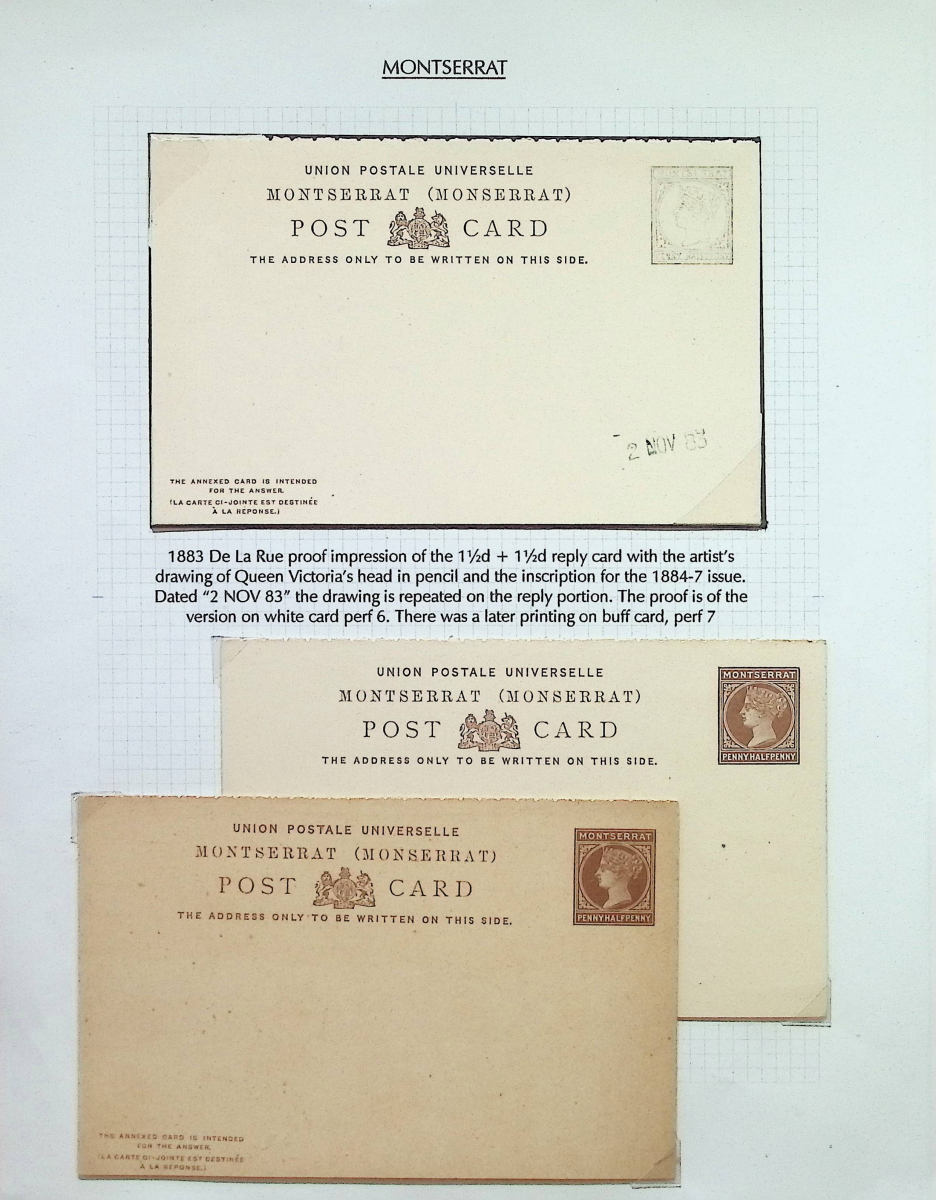 MONTSERRAT
UNION POSTALE UNIVERSELLE
MONTSERRAT (MONSERRAT)
POST CARD
THE ADDRESS ONLY TO BE WRITTEN ON THIS SIDE.
2 NOV 83
THE ANNEXED CARD IS INTENDED
FOR THE ANSWER.
(LA CARTE CI-JOINTE EST DESTINÉE
À LA RÉPONSE.)
1883 De La Rue proof impression of the 1½d + 1½d reply card with the artist's
drawing of Queen Victoria's head in pencil and the inscription for the 1884-7 issue.
Dated "2 NOV 83" the drawing is repeated on the reply portion. The proof is of the
version on white card perf 6. There was a later printing on buff card, perf 7
UNION POSTALE UNIVERSELLE
MONTSERRAT (MONSERRAT)
POST CARD
THE ADDRESS ONLY TO BE WRITTEN ON THIS SIDE.
MONTSERRAT
PENNY HALFPENNY
UNION POSTALE UNIVERSELLE
MONTSERRAT (MONSERRAT)
POST CARD
THE ADDRESS ONLY TO BE WRITTEN ON THIS SIDE.
MONTSERRAT
PENNY HALFPENNY
THE ANNEXED CARD IS INTENDED
FOR THE ANSWER.
(LA CARTE CI-JOINTE EST DESTINÉE
À LA RÉPONSE.)